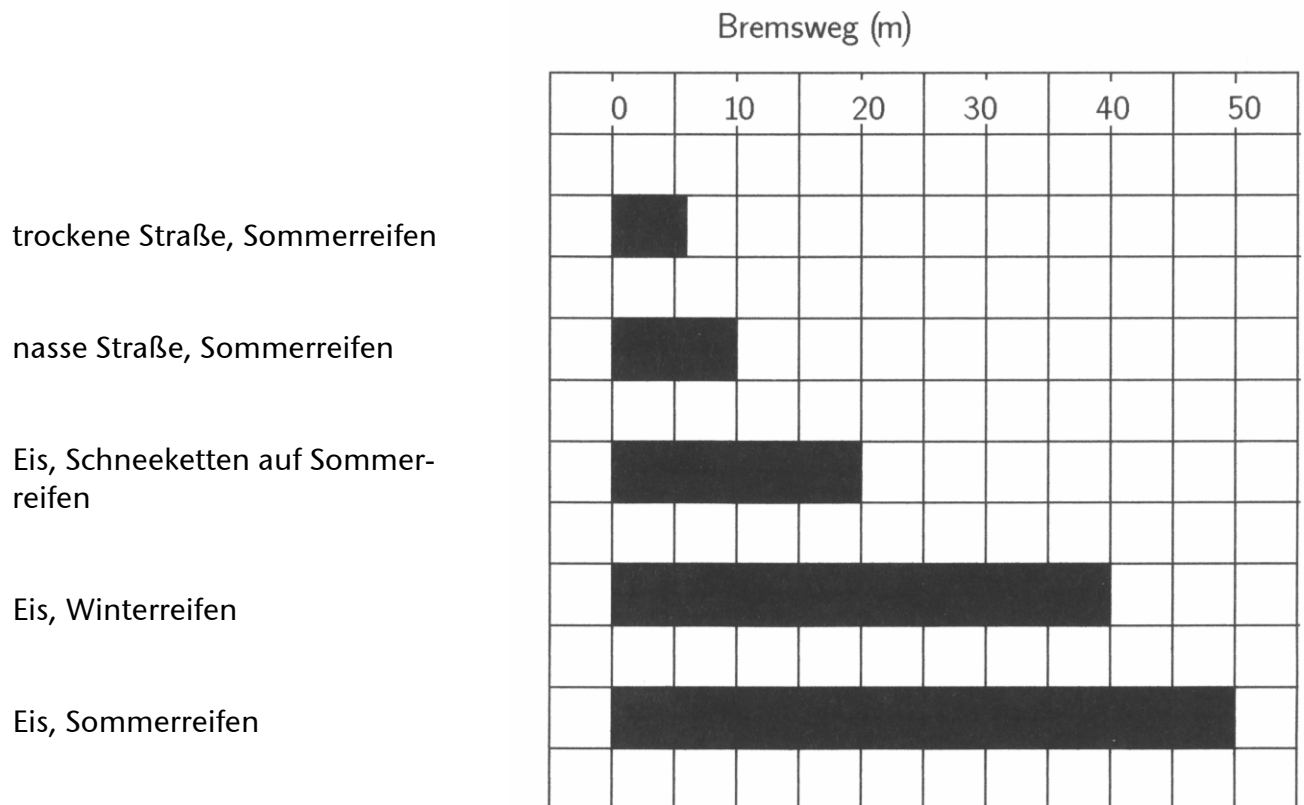 Bremsweg (m)
0 10 20 30 40 50
trockene Straße, Sommerreifen
nasse Straße, Sommerreifen
Eis, Schneeketten auf Sommer-
reifen
Eis, Winterreifen
Eis, Sommerreifen